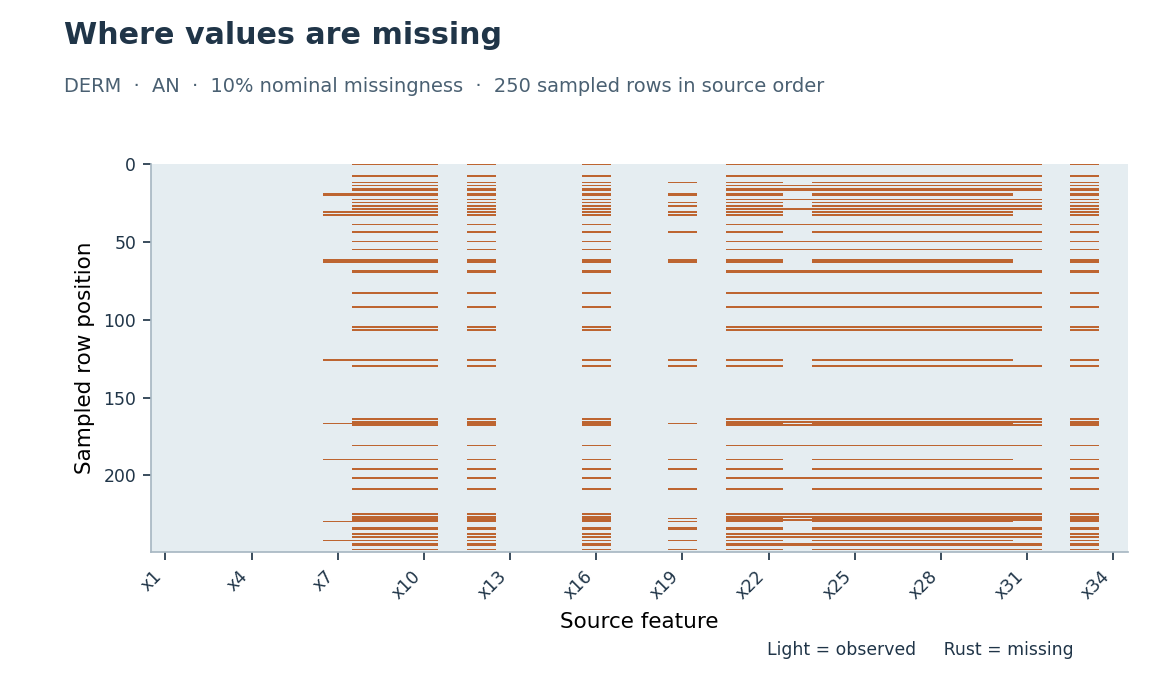 Where values are missing
DERM · AN · 10% nominal missingness · 250 sampled rows in source order
0
50
100
150
200
Sampled row position
x1
x4
x7
x10
x13
x16
x19
x22
x25
x28
x31
x34
Source feature
Light = observed Rust = missing